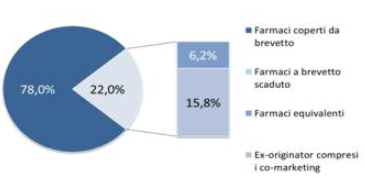 78,0%
22,0%
6,2%
15,8%
Farmaci coperti da
brevetto
Farmaci a brevetto
scaduto
Farmaci equivalenti
Ex-originator compresi
i co-marketing